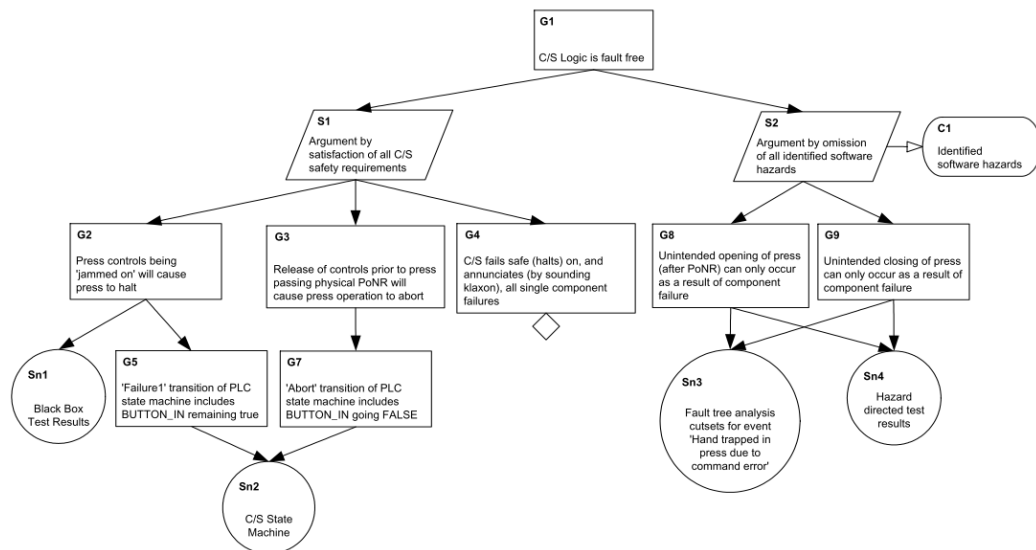 G1
C/S Logic is fault free
S1
Argument by
satisfaction of all C/S
safety requirements
S2
Argument by omission
of all identified software
hazards
C1
Identified
software hazards
G2
Press controls being
'jammed on' will cause
press to halt
G3
Release of controls prior to press
passing physical PoNR will
cause press operation to abort
G4
C/S fails safe (halts) on, and
annunciates (by sounding
klaxon), all single component
failures
G8
Unintended opening of press
(after PoNR) can only occur
as a result of component
failure
G9
Unintended closing of press
can only occur as a result of
component failure
Sn1
Black Box
Test Results
G5
'Failure1' transition of PLC
state machine includes
BUTTON_IN remaining true
G7
'Abort' transition of PLC
state machine includes
BUTTON_IN going FALSE
Sn3
Fault tree analysis
cutsets for event
'Hand trapped in
press due to
command error'
Sn4
Hazard
directed test
results
Sn2
C/S State
Machine